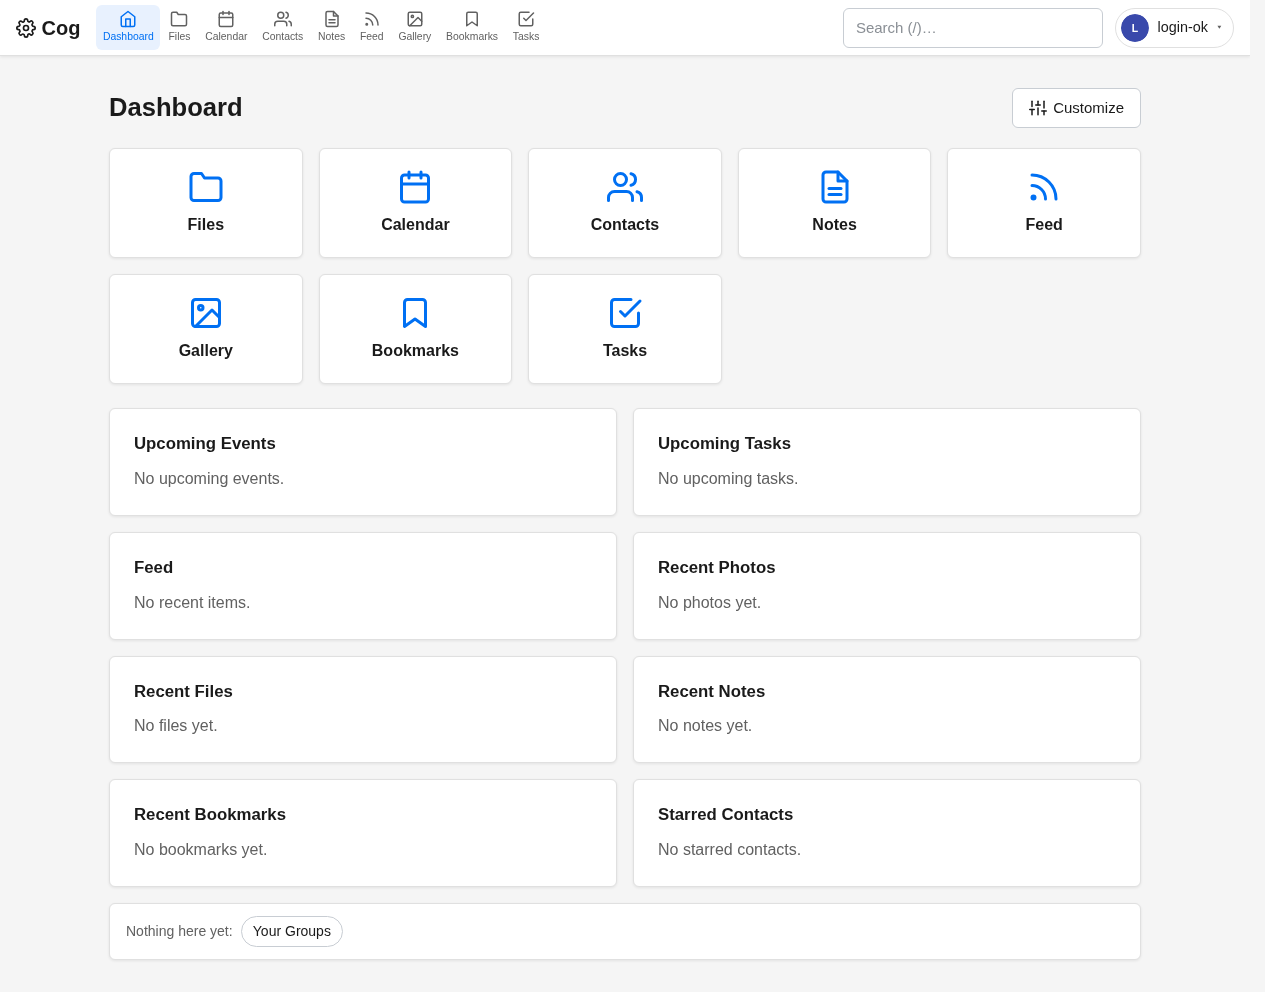 Cog
Dashboard Files Calendar Contacts Notes Feed Gallery Bookmarks Tasks
Search (/)…
L login-ok
Dashboard
Customize
Files
Calendar
Contacts
Notes
Feed
Gallery
Bookmarks
Tasks
Upcoming Events
No upcoming events.
Upcoming Tasks
No upcoming tasks.
Feed
No recent items.
Recent Photos
No photos yet.
Recent Files
No files yet.
Recent Notes
No notes yet.
Recent Bookmarks
No bookmarks yet.
Starred Contacts
No starred contacts.
Nothing here yet: Your Groups